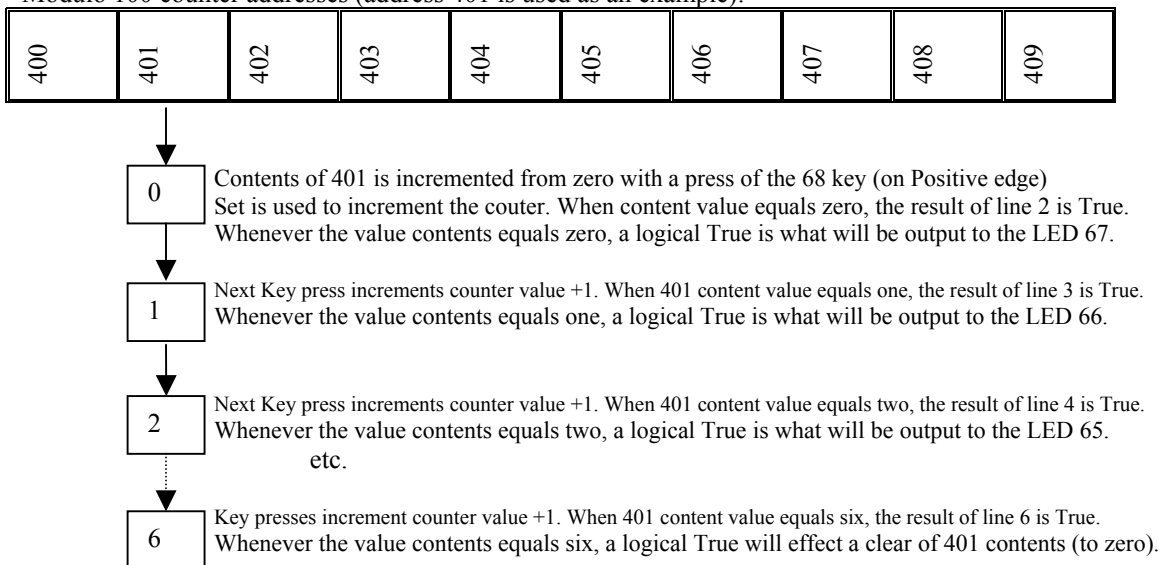 Modulo 100 counter addresses (address 401 is used as an example):
400 401 402 403 404 405 406 407 408 409
0 Contents of 401 is incremented from zero with a press of the 68 key (on Positive edge)
Set is used to increment the couter. When content value equals zero, the result of line 2 is True.
Whenever the value contents equals zero, a logical True is what will be output to the LED 67.
1 Next Key press increments counter value +1. When 401 content value equals one, the result of line 3 is True.
Whenever the value contents equals one, a logical True is what will be output to the LED 66.
2 Next Key press increments counter value +1. When 401 content value equals two, the result of line 4 is True.
Whenever the value contents equals two, a logical True is what will be output to the LED 65.
etc.
6 Key presses increment counter value +1. When 401 content value equals six, the result of line 6 is True.
Whenever the value contents equals six, a logical True will effect a clear of 401 contents (to zero).